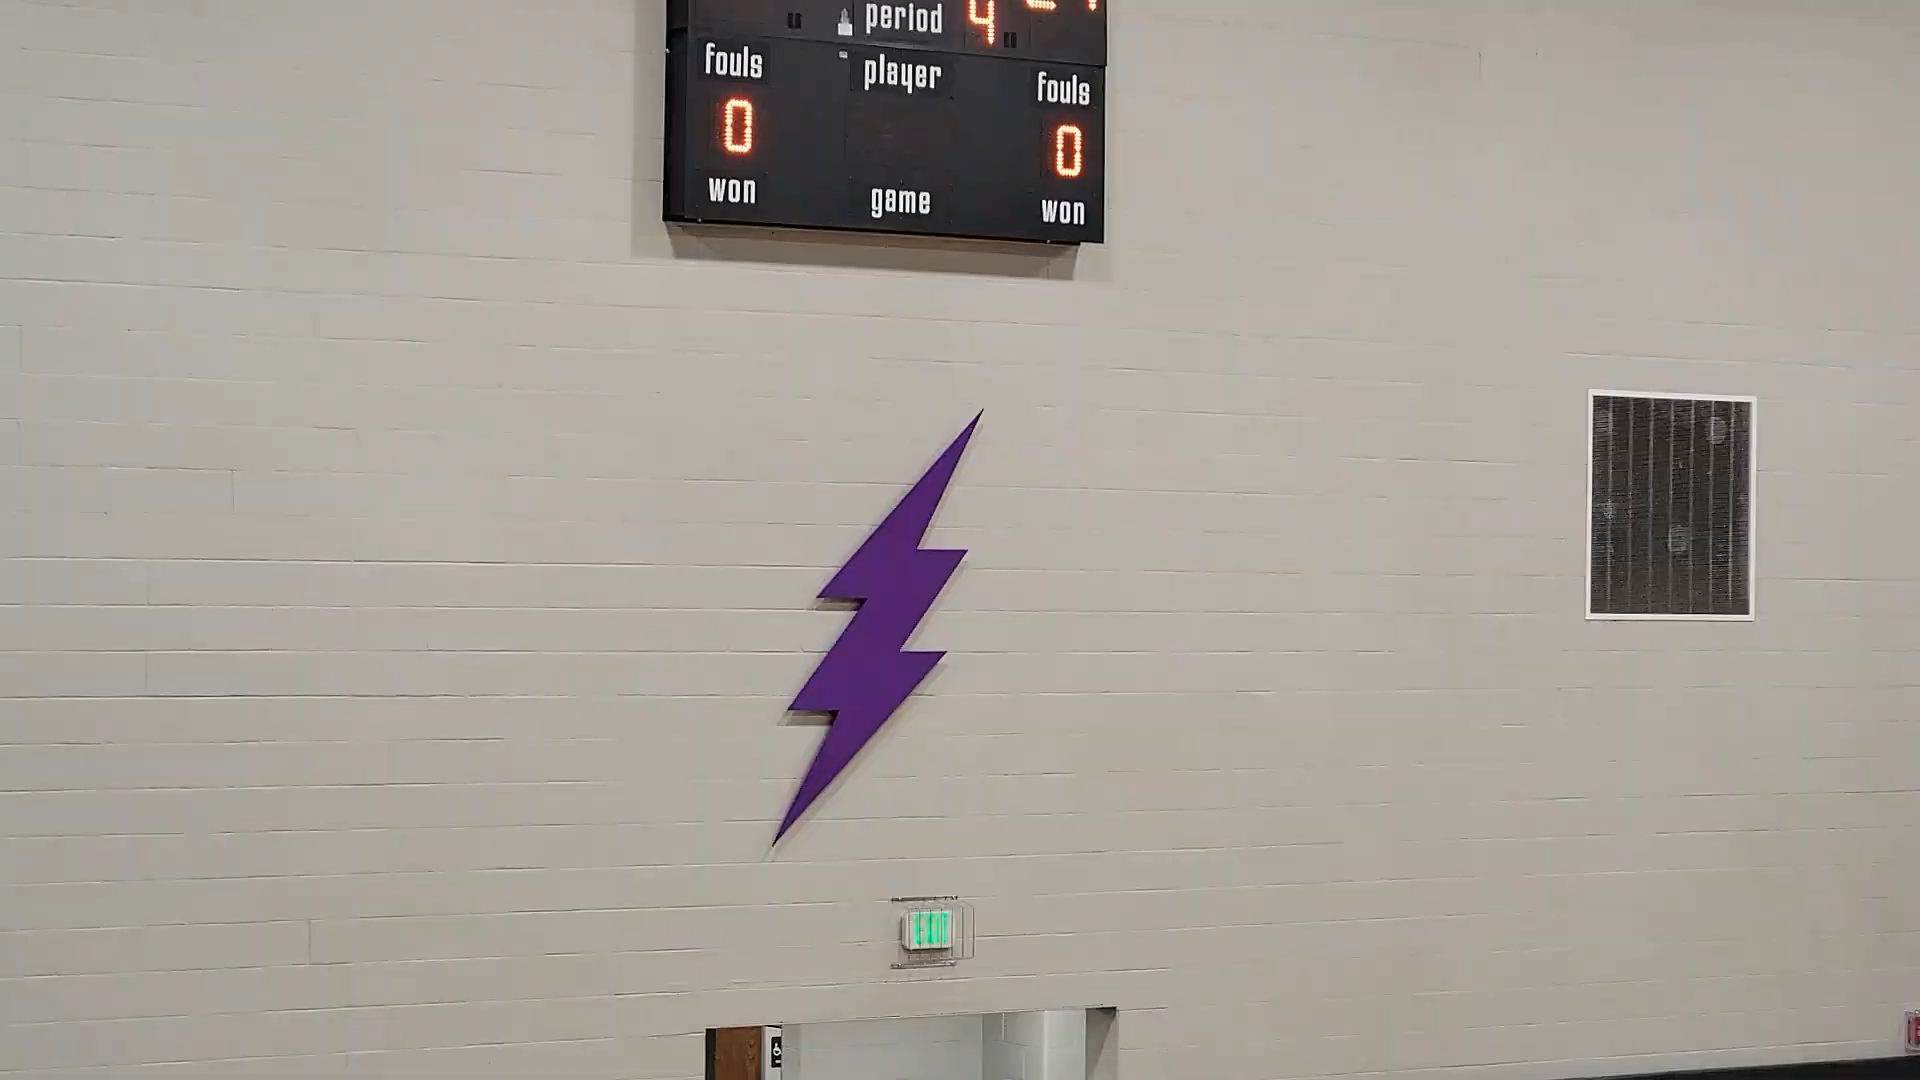 period 4
fouls player fouls
0 0
won game won
EXIT